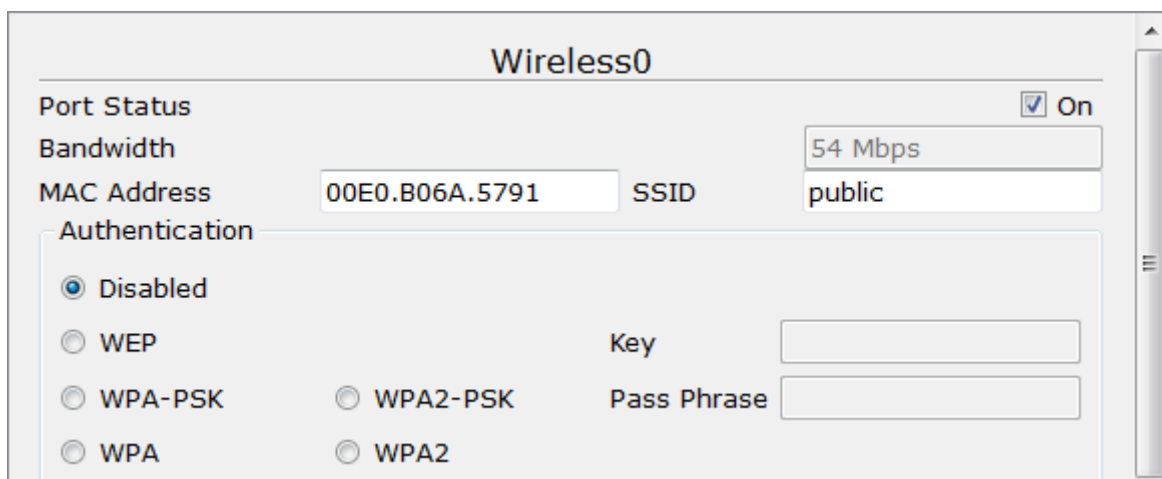 Wireless0
Port Status On
Bandwidth 54 Mbps
MAC Address 00E0.B06A.5791 SSID public
Authentication
Disabled
WEP Key
WPA-PSK WPA2-PSK Pass Phrase
WPA WPA2